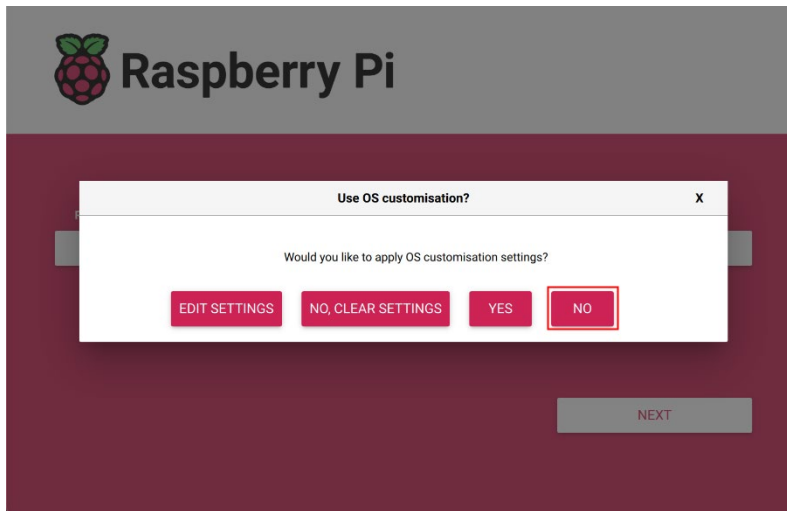 Raspberry Pi
Use OS customisation?
X
Would you like to apply OS customisation settings?
EDIT SETTINGS
NO, CLEAR SETTINGS
YES
NO
NEXT